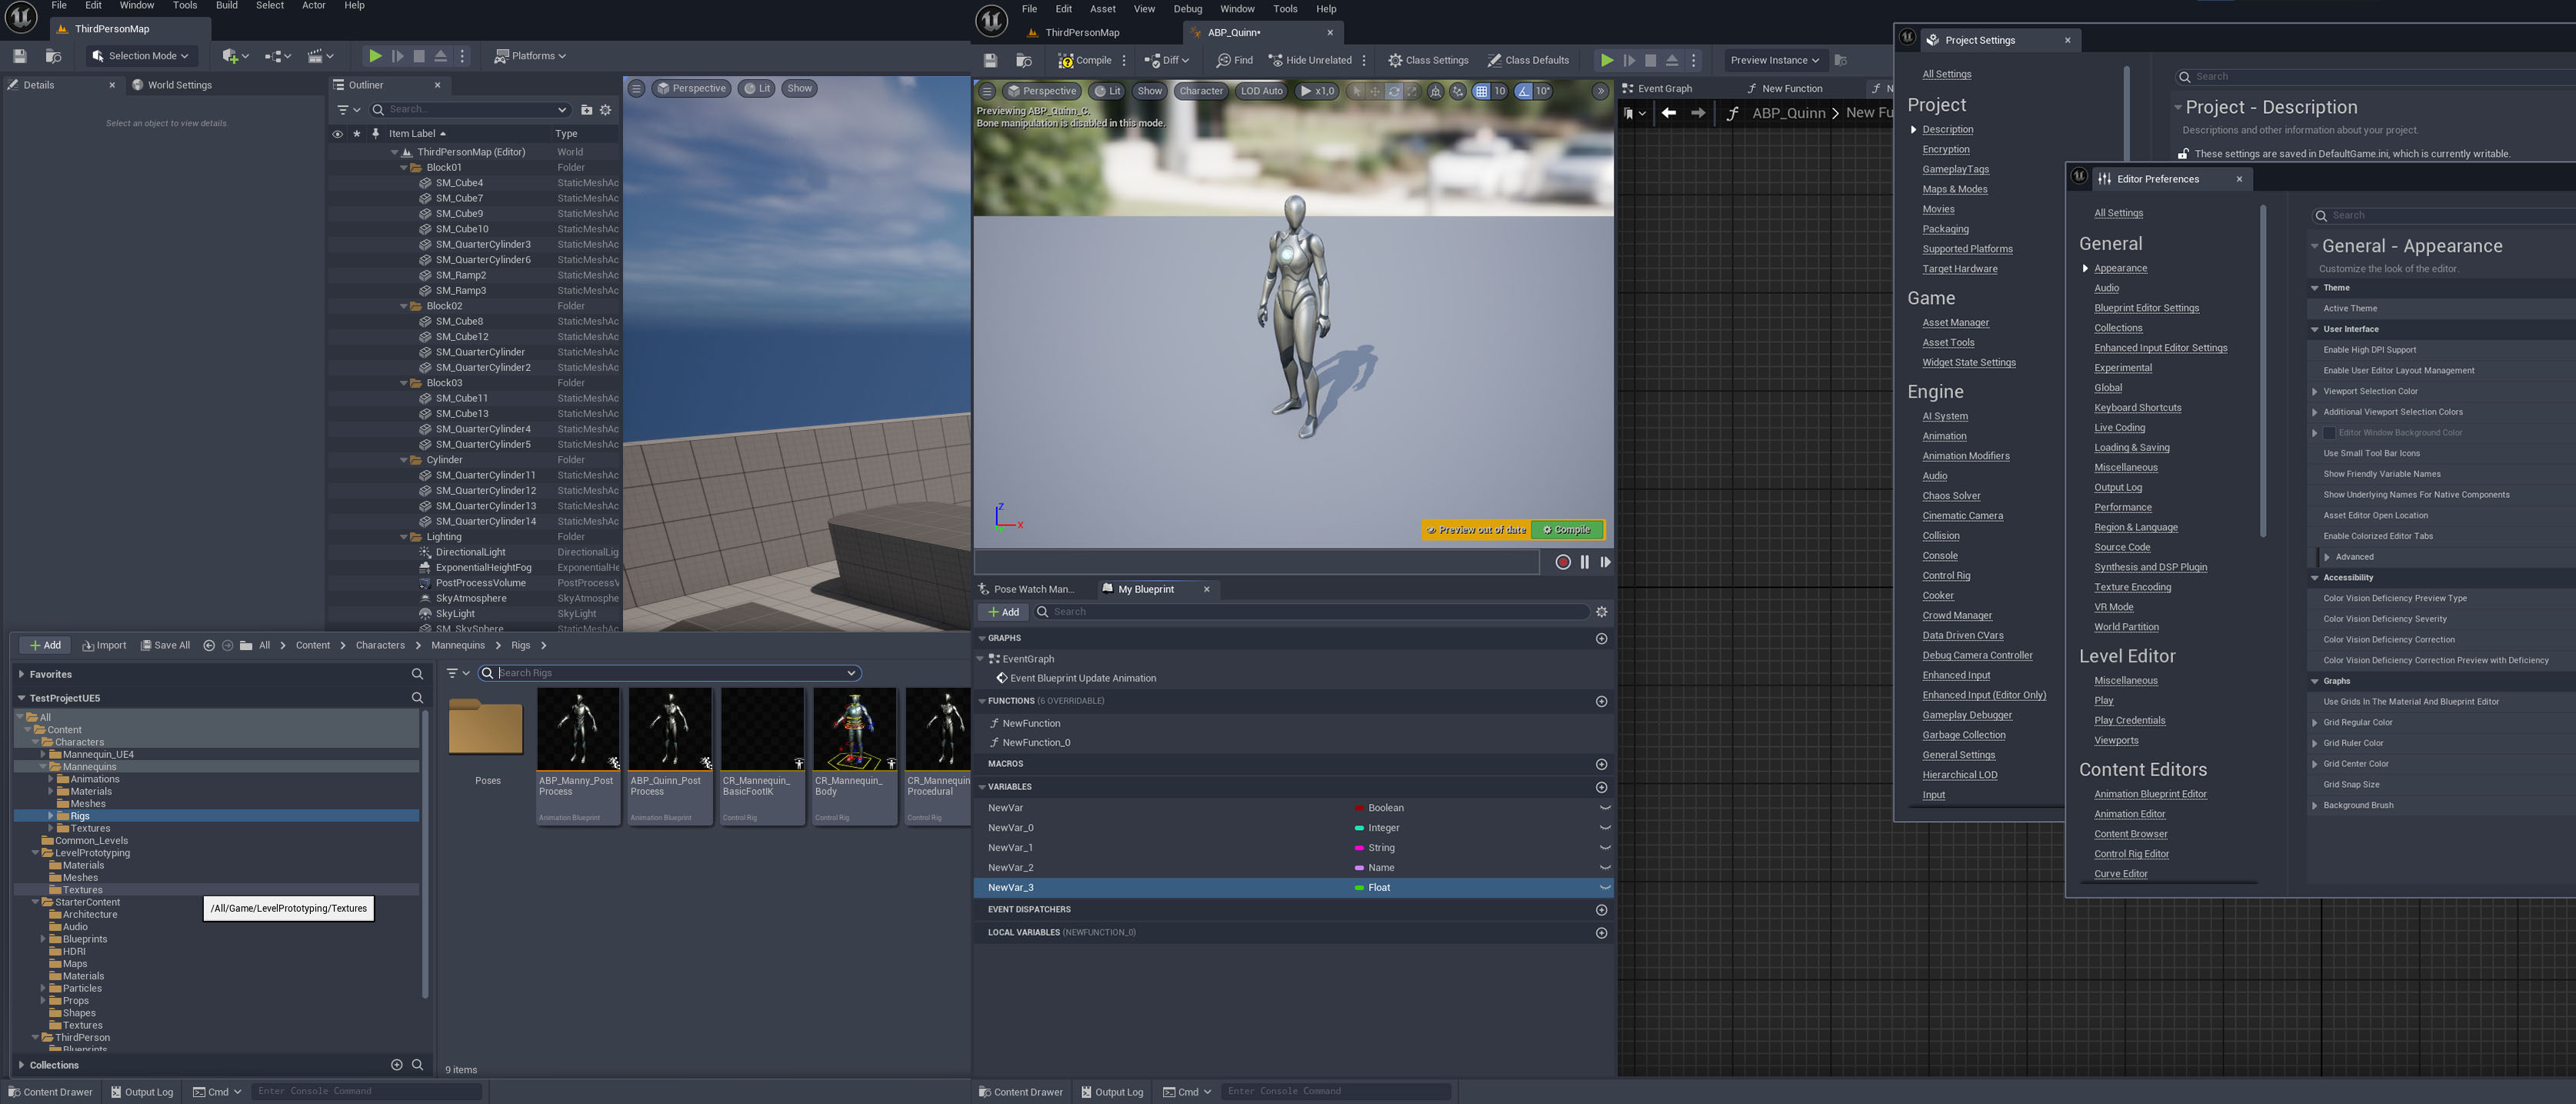 File Edit Window Tools Build Select Actor Help
ThirdPersonMap
Selection Mode
Platforms
Details
World Settings
Select an object to view details.
Outliner
Search...
Item Label
Type
ThirdPersonMap (Editor) World
Block01 Folder
SM_Cube4 StaticMeshAc
SM_Cube7 StaticMeshAc
SM_Cube9 StaticMeshAc
SM_Cube10 StaticMeshAc
SM_QuarterCylinder3 StaticMeshAc
SM_QuarterCylinder6 StaticMeshAc
SM_Ramp2 StaticMeshAc
SM_Ramp3 StaticMeshAc
Block02 Folder
SM_Cube8 StaticMeshAc
SM_Cube12 StaticMeshAc
SM_QuarterCylinder StaticMeshAc
SM_QuarterCylinder2 StaticMeshAc
Block03 Folder
SM_Cube11 StaticMeshAc
SM_Cube13 StaticMeshAc
SM_QuarterCylinder4 StaticMeshAc
SM_QuarterCylinder5 StaticMeshAc
Cylinder Folder
SM_QuarterCylinder11 StaticMeshAc
SM_QuarterCylinder12 StaticMeshAc
SM_QuarterCylinder13 StaticMeshAc
SM_QuarterCylinder14 StaticMeshAc
Lighting Folder
DirectionalLight DirectionalLig
ExponentialHeightFog ExponentialHe
PostProcessVolume PostProcessV
SkyAtmosphere SkyAtmosphe
SkyLight SkyLight
SM_SkySphere StaticMeshAc
Perspective Lit Show
Add Import Save All All Content Characters Mannequins Rigs
Favorites
TestProjectUE5
All
Content
Characters
Mannequin_UE4
Mannequins
Animations
Materials
Meshes
Rigs
Textures
Common_Levels
LevelPrototyping
Materials
Meshes
Textures
/All/Game/LevelPrototyping/Textures
StarterContent
Architecture
Audio
Blueprints
HDRI
Maps
Materials
Particles
Props
Shapes
Textures
ThirdPerson
Blueprints
Collections
Search Rigs
Poses
ABP_Manny_Post
Process
Animation Blueprint
ABP_Quinn_Post
Process
Animation Blueprint
CR_Mannequin_
BasicFootIK
Control Rig
CR_Mannequin_
Body
Control Rig
CR_Mannequin
Procedural
Control Rig
9 items
Content Drawer Output Log Cmd Enter Console Command
File Edit Asset View Debug Window Tools Help
ThirdPersonMap
ABP_Quinn•
Compile Diff Find Hide Unrelated Class Settings Class Defaults Preview Instance
Perspective Lit Show Character LOD Auto x1,0 10 10°
Previewing ABP_Quinn_C.
Bone manipulation is disabled in this mode.
Z
X
Preview out of date Compile
Event Graph New Function N
ABP_Quinn > New Fu
Pose Watch Man... My Blueprint
Add Search
GRAPHS
EventGraph
Event Blueprint Update Animation
FUNCTIONS (6 OVERRIDABLE)
NewFunction
NewFunction_0
MACROS
VARIABLES
NewVar Boolean
NewVar_0 Integer
NewVar_1 String
NewVar_2 Name
NewVar_3 Float
EVENT DISPATCHERS
LOCAL VARIABLES (NEWFUNCTION_0)
Content Drawer Output Log Cmd Enter Console Command
Project Settings
All Settings
Project
Description
Encryption
GameplayTags
Maps & Modes
Movies
Packaging
Supported Platforms
Target Hardware
Game
Asset Manager
Asset Tools
Widget State Settings
Engine
AI System
Animation
Animation Modifiers
Audio
Chaos Solver
Cinematic Camera
Collision
Console
Control Rig
Cooker
Crowd Manager
Data Driven CVars
Debug Camera Controller
Enhanced Input
Enhanced Input (Editor Only)
Gameplay Debugger
Garbage Collection
General Settings
Hierarchical LOD
Input
Search
Project - Description
Descriptions and other information about your project.
These settings are saved in DefaultGame.ini, which is currently writable.
Editor Preferences
All Settings
General
Appearance
Audio
Blueprint Editor Settings
Collections
Enhanced Input Editor Settings
Experimental
Global
Keyboard Shortcuts
Live Coding
Loading & Saving
Miscellaneous
Output Log
Performance
Region & Language
Source Code
Synthesis and DSP Plugin
Texture Encoding
VR Mode
World Partition
Level Editor
Miscellaneous
Play
Play Credentials
Viewports
Content Editors
Animation Blueprint Editor
Animation Editor
Content Browser
Control Rig Editor
Curve Editor
Search
General - Appearance
Customize the look of the editor.
Theme
Active Theme
User Interface
Enable High DPI Support
Enable User Editor Layout Management
Viewport Selection Color
Additional Viewport Selection Colors
Editor Window Background Color
Use Small Tool Bar Icons
Show Friendly Variable Names
Show Underlying Names For Native Components
Asset Editor Open Location
Enable Colorized Editor Tabs
Advanced
Accessibility
Color Vision Deficiency Preview Type
Color Vision Deficiency Severity
Color Vision Deficiency Correction
Color Vision Deficiency Correction Preview with Deficiency
Graphs
Use Grids In The Material And Blueprint Editor
Grid Regular Color
Grid Ruler Color
Grid Center Color
Grid Snap Size
Background Brush